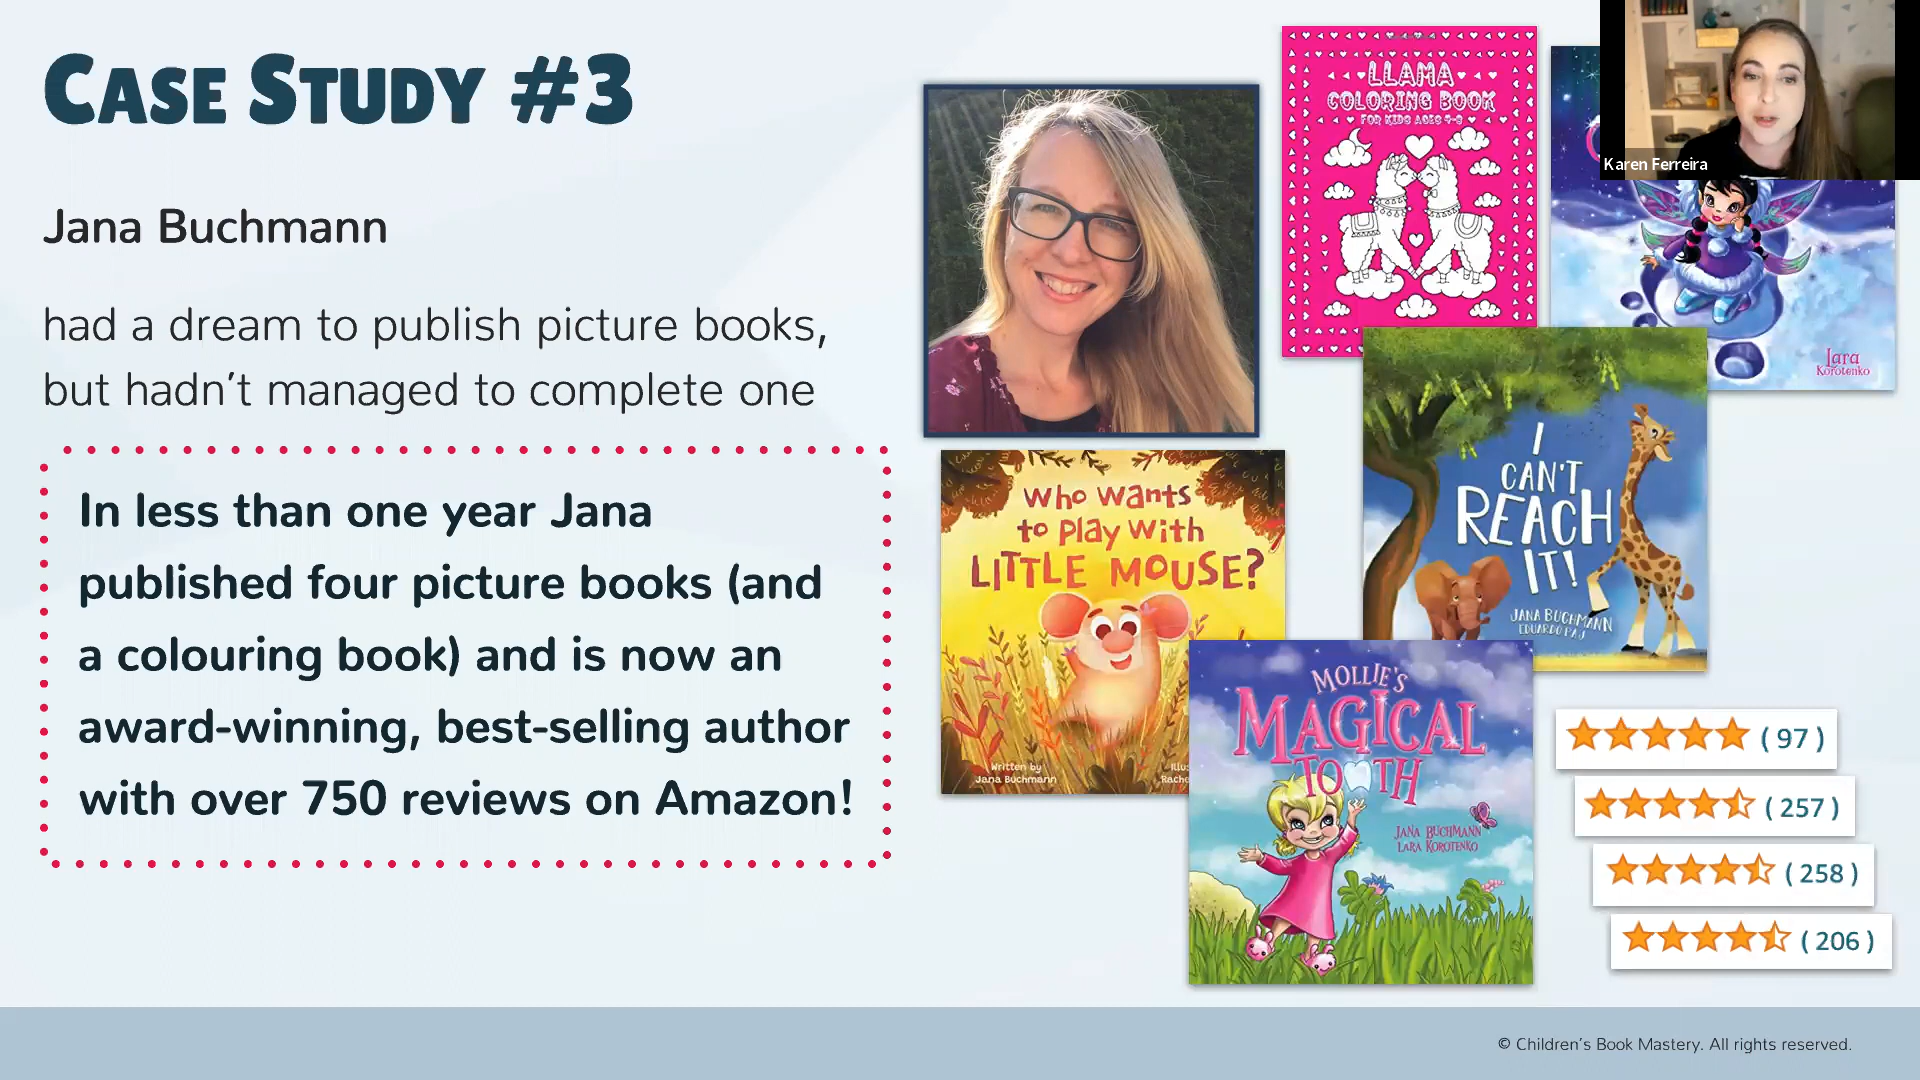 CASE STUDY #3
Jana Buchmann
had a dream to publish picture books,
but hadn't managed to complete one
In less than one year Jana
published four picture books (and
a colouring book) and is now an
award-winning, best-selling author
with over 750 reviews on Amazon!
LLAMA
COLORING BOOK
FOR KIDS AGES 4-8
Karen Ferreira
Lara
Korotenko
I
CAN'T
REACH
IT!
JANA BUCHMANN
EDUARDO PAJ
Who wants
to play with
LITTLE MOUSE?
Written by
Jana Buchmann
MOLLIE'S
MAGICAL
TOOTH
JANA BUCHMANN
LARA KOROTENKO
( 97 )
( 257 )
( 258 )
( 206 )
© Children's Book Mastery. All rights reserved.